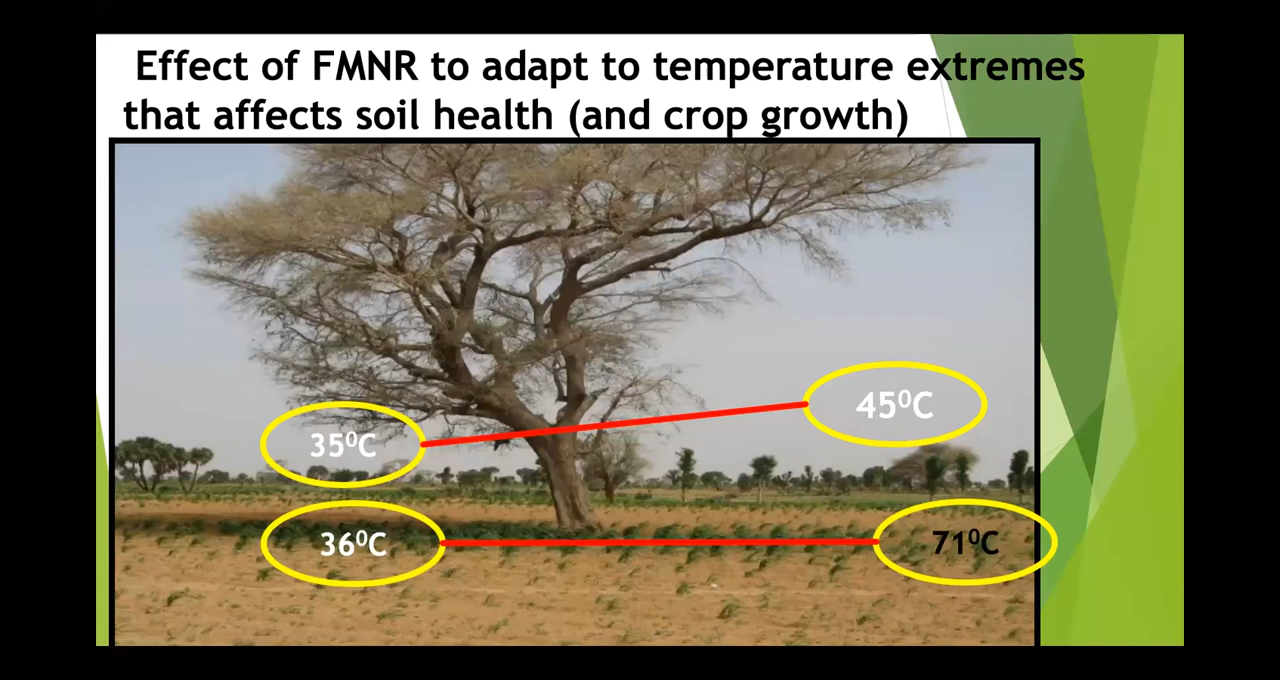 Effect of FMNR to adapt to temperature extremes
that affects soil health (and crop growth)
45⁰C
35⁰C
36⁰C
71⁰C